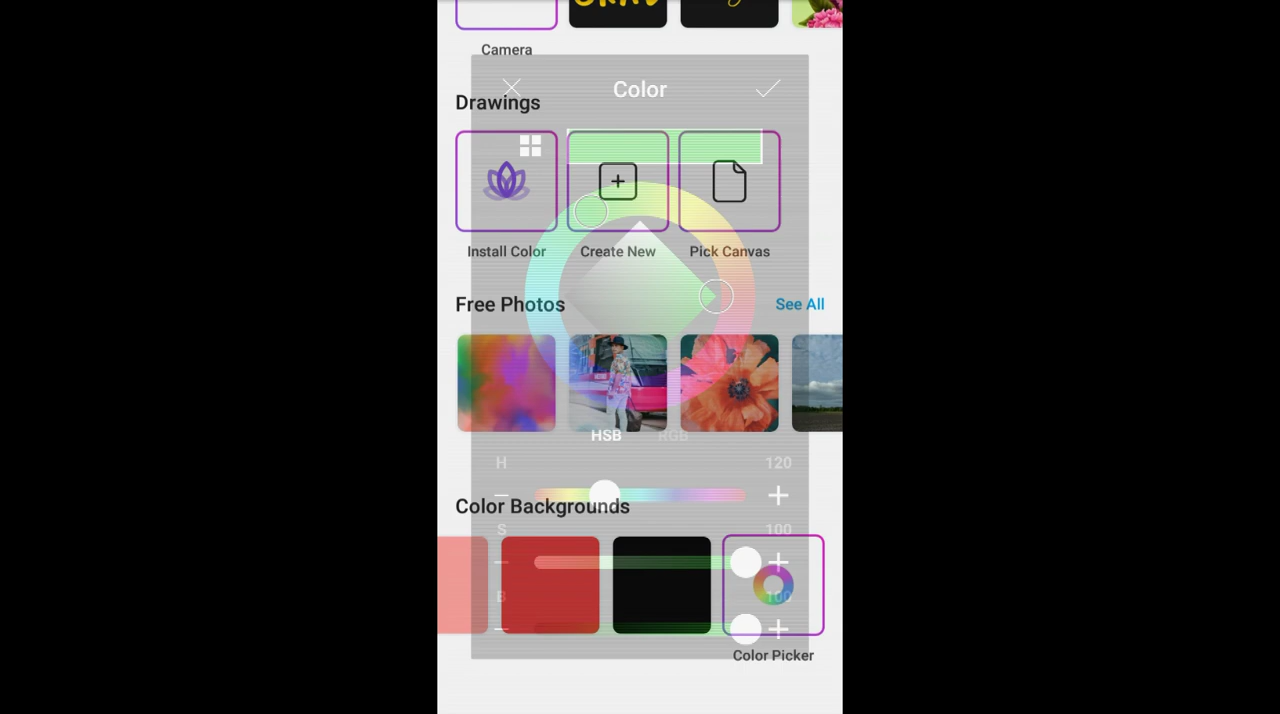 Camera
Color
Drawings
Install Color
Create New
Pick Canvas
Free Photos
See All
HSB
RGB
H
120
Color Backgrounds
S
100
B
100
Color Picker